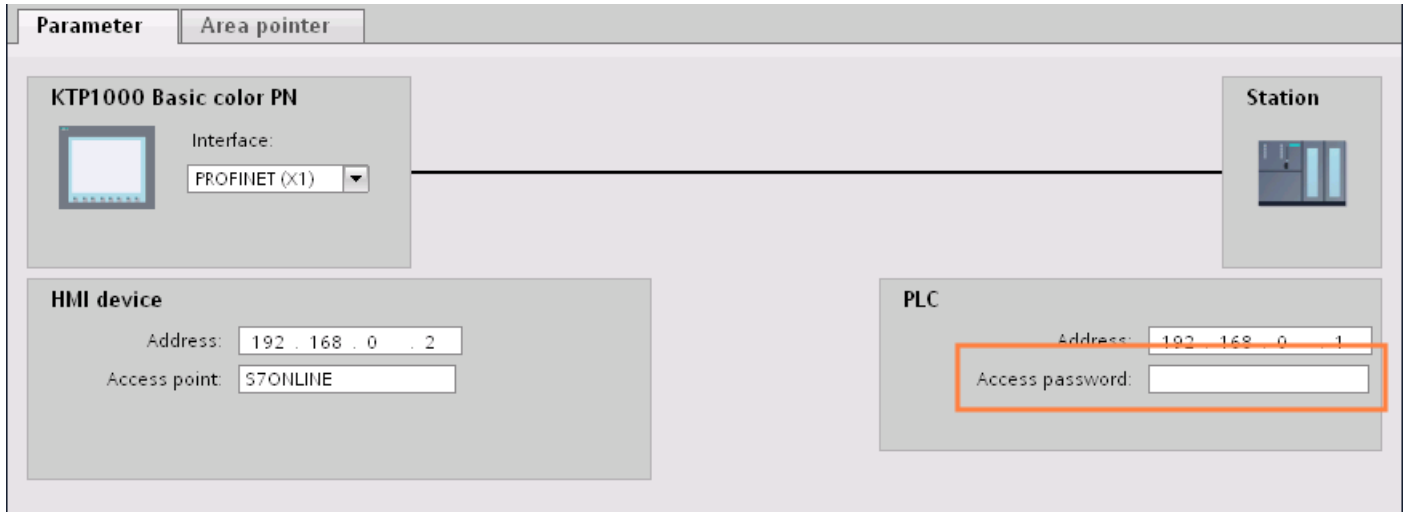 Parameter
Area pointer
KTP1000 Basic color PN
Interface:
PROFINET (X1)
Station
HMI device
Address: 192 . 168 . 0 . 2
Access point: S7ONLINE
PLC
Address: 192 . 168 . 0 . 1
Access password: